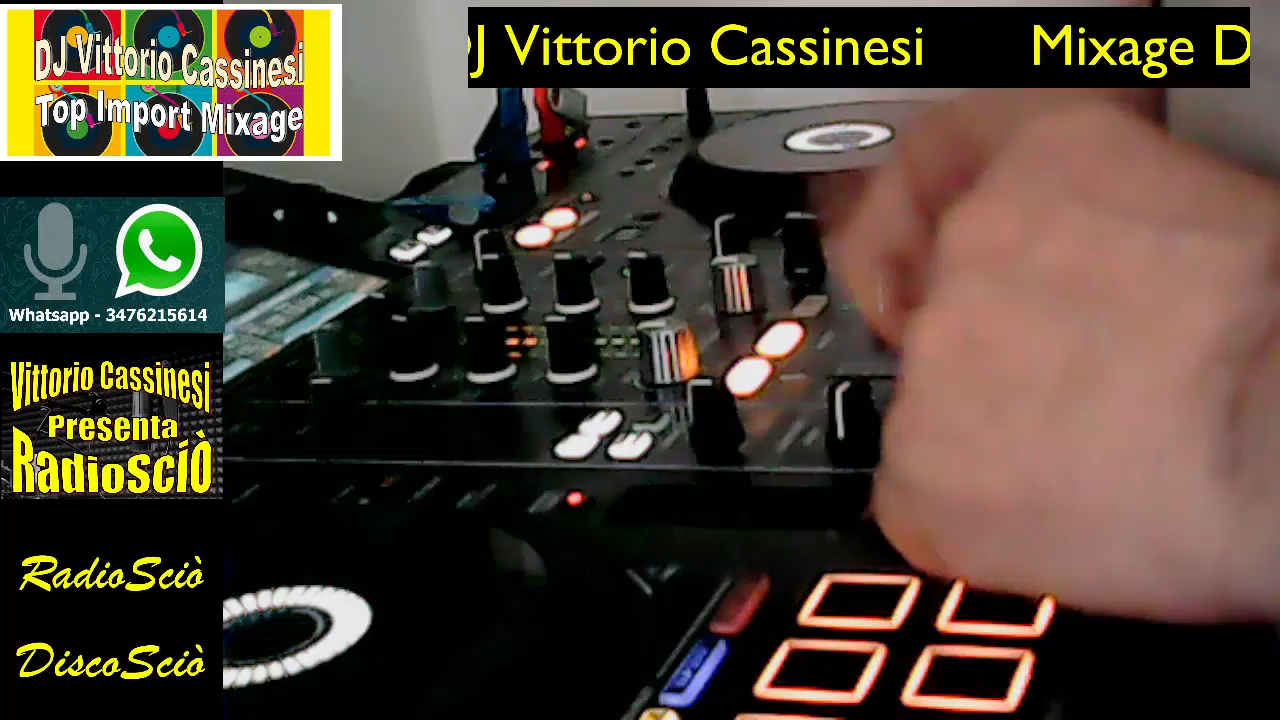 DJ Vittorio Cassinesi
Top Import Mixage
J Vittorio Cassinesi Mixage D
Whatsapp - 3476215614
Vittorio Cassinesi
Presenta
Radiosciò
RadioSciò
DiscoSciò